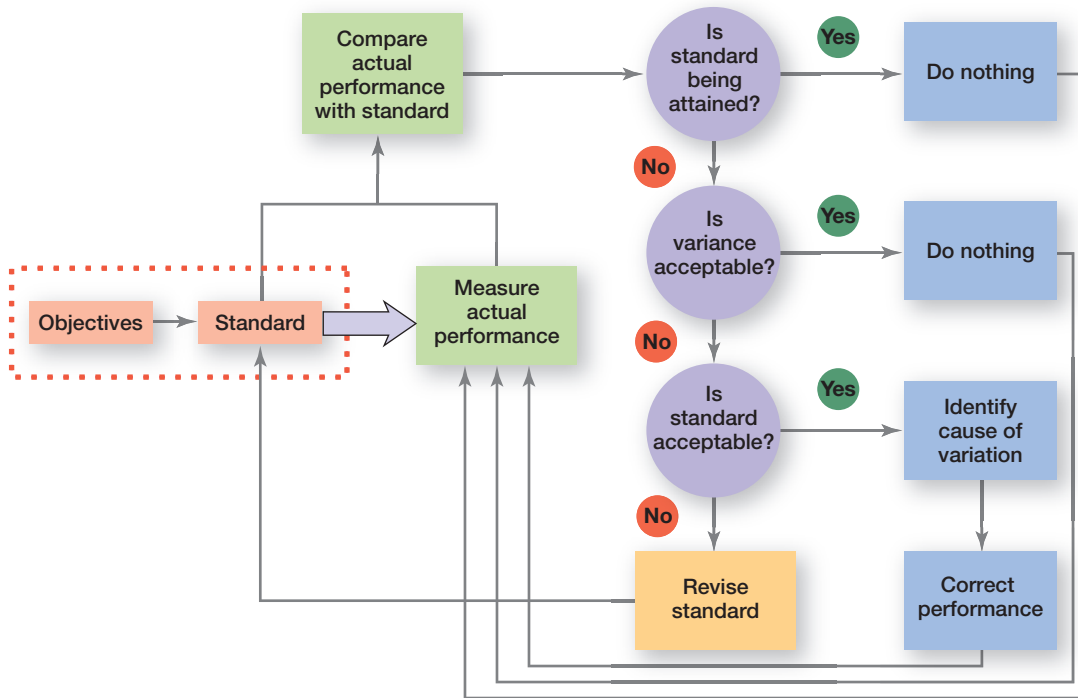 Compare
actual
performance
with standard
Is
standard
being
attained?
Yes
Do nothing
No
Is
variance
acceptable?
Yes
Do nothing
Objectives
Standard
Measure
actual
performance
No
Is
standard
acceptable?
Yes
Identify
cause of
variation
No
Revise
standard
Correct
performance